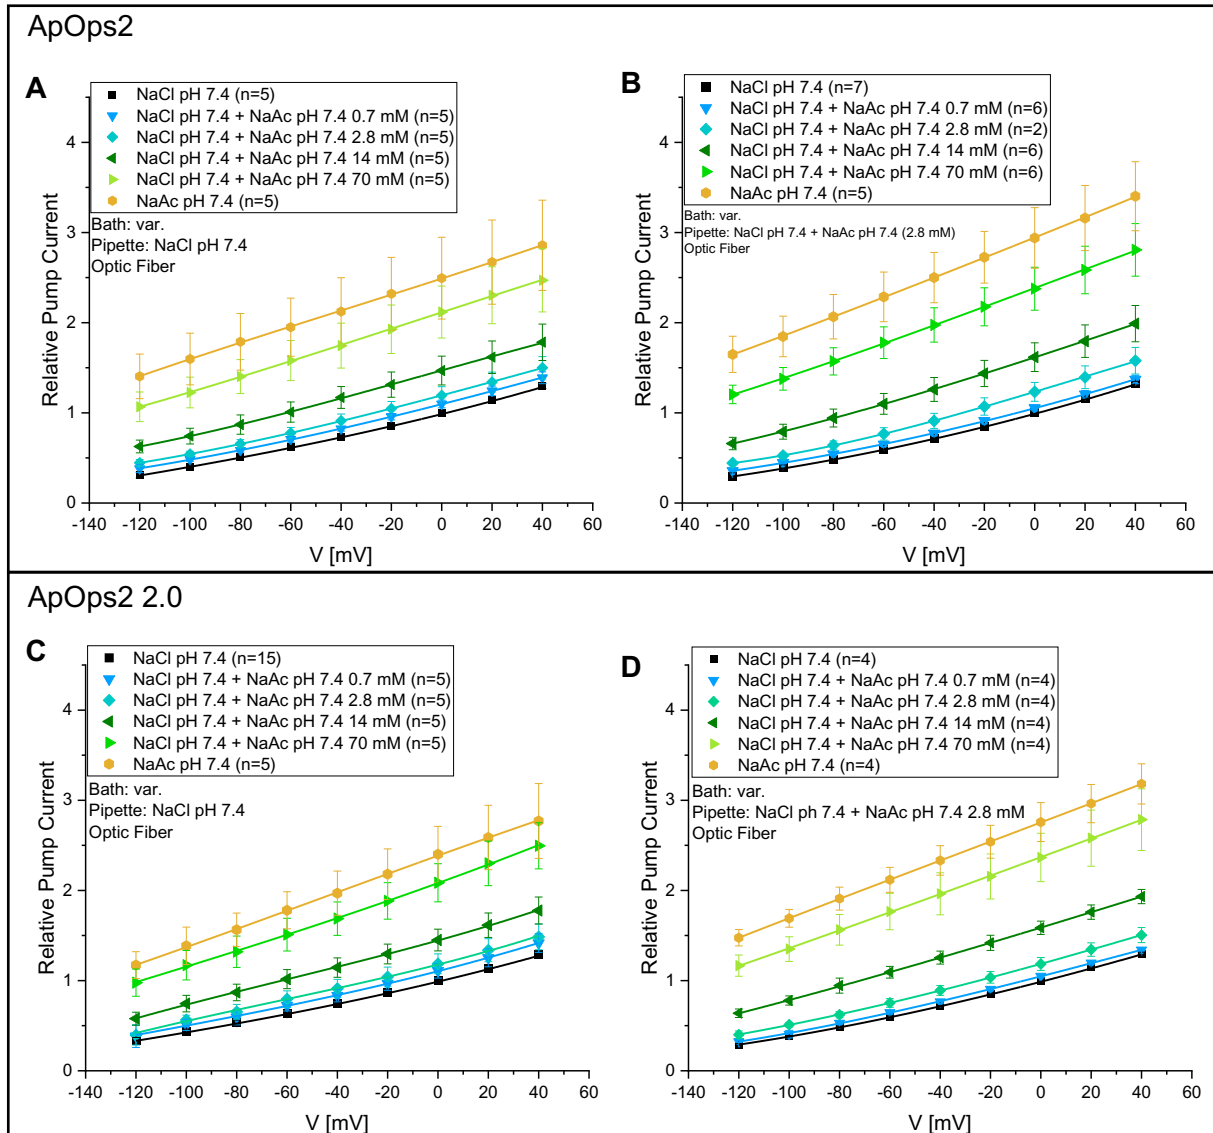 ApOps2
A
NaCl pH 7.4 (n=5)
NaCl pH 7.4 + NaAc pH 7.4 0.7 mM (n=5)
NaCl pH 7.4 + NaAc pH 7.4 2.8 mM (n=5)
NaCl pH 7.4 + NaAc pH 7.4 14 mM (n=5)
NaCl pH 7.4 + NaAc pH 7.4 70 mM (n=5)
NaAc pH 7.4 (n=5)
Bath: var.
Pipette: NaCl pH 7.4
Optic Fiber
Relative Pump Current
4
3
2
1
0
-140 -120 -100 -80 -60 -40 -20 0 20 40 60
V [mV]
B
NaCl pH 7.4 (n=7)
NaCl pH 7.4 + NaAc pH 7.4 0.7 mM (n=6)
NaCl pH 7.4 + NaAc pH 7.4 2.8 mM (n=2)
NaCl pH 7.4 + NaAc pH 7.4 14 mM (n=6)
NaCl pH 7.4 + NaAc pH 7.4 70 mM (n=6)
NaAc pH 7.4 (n=5)
Bath: var.
Pipette: NaCl pH 7.4 + NaAc pH 7.4 (2.8 mM)
Optic Fiber
Relative Pump Current
4
3
2
1
0
-140 -120 -100 -80 -60 -40 -20 0 20 40 60
V [mV]
ApOps2 2.0
C
NaCl pH 7.4 (n=15)
NaCl pH 7.4 + NaAc pH 7.4 0.7 mM (n=5)
NaCl pH 7.4 + NaAc pH 7.4 2.8 mM (n=5)
NaCl pH 7.4 + NaAc pH 7.4 14 mM (n=5)
NaCl pH 7.4 + NaAc pH 7.4 70 mM (n=5)
NaAc pH 7.4 (n=5)
Bath: var.
Pipette: NaCl pH 7.4
Optic Fiber
Relative Pump Current
4
3
2
1
0
-140 -120 -100 -80 -60 -40 -20 0 20 40 60
V [mV]
D
NaCl pH 7.4 (n=4)
NaCl pH 7.4 + NaAc pH 7.4 0.7 mM (n=4)
NaCl pH 7.4 + NaAc pH 7.4 2.8 mM (n=4)
NaCl pH 7.4 + NaAc pH 7.4 14 mM (n=4)
NaCl pH 7.4 + NaAc pH 7.4 70 mM (n=4)
NaAc pH 7.4 (n=4)
Bath: var.
Pipette: NaCl ph 7.4 + NaAc pH 7.4 2.8 mM
Optic Fiber
Relative Pump Current
4
3
2
1
0
-140 -120 -100 -80 -60 -40 -20 0 20 40 60
V [mV]